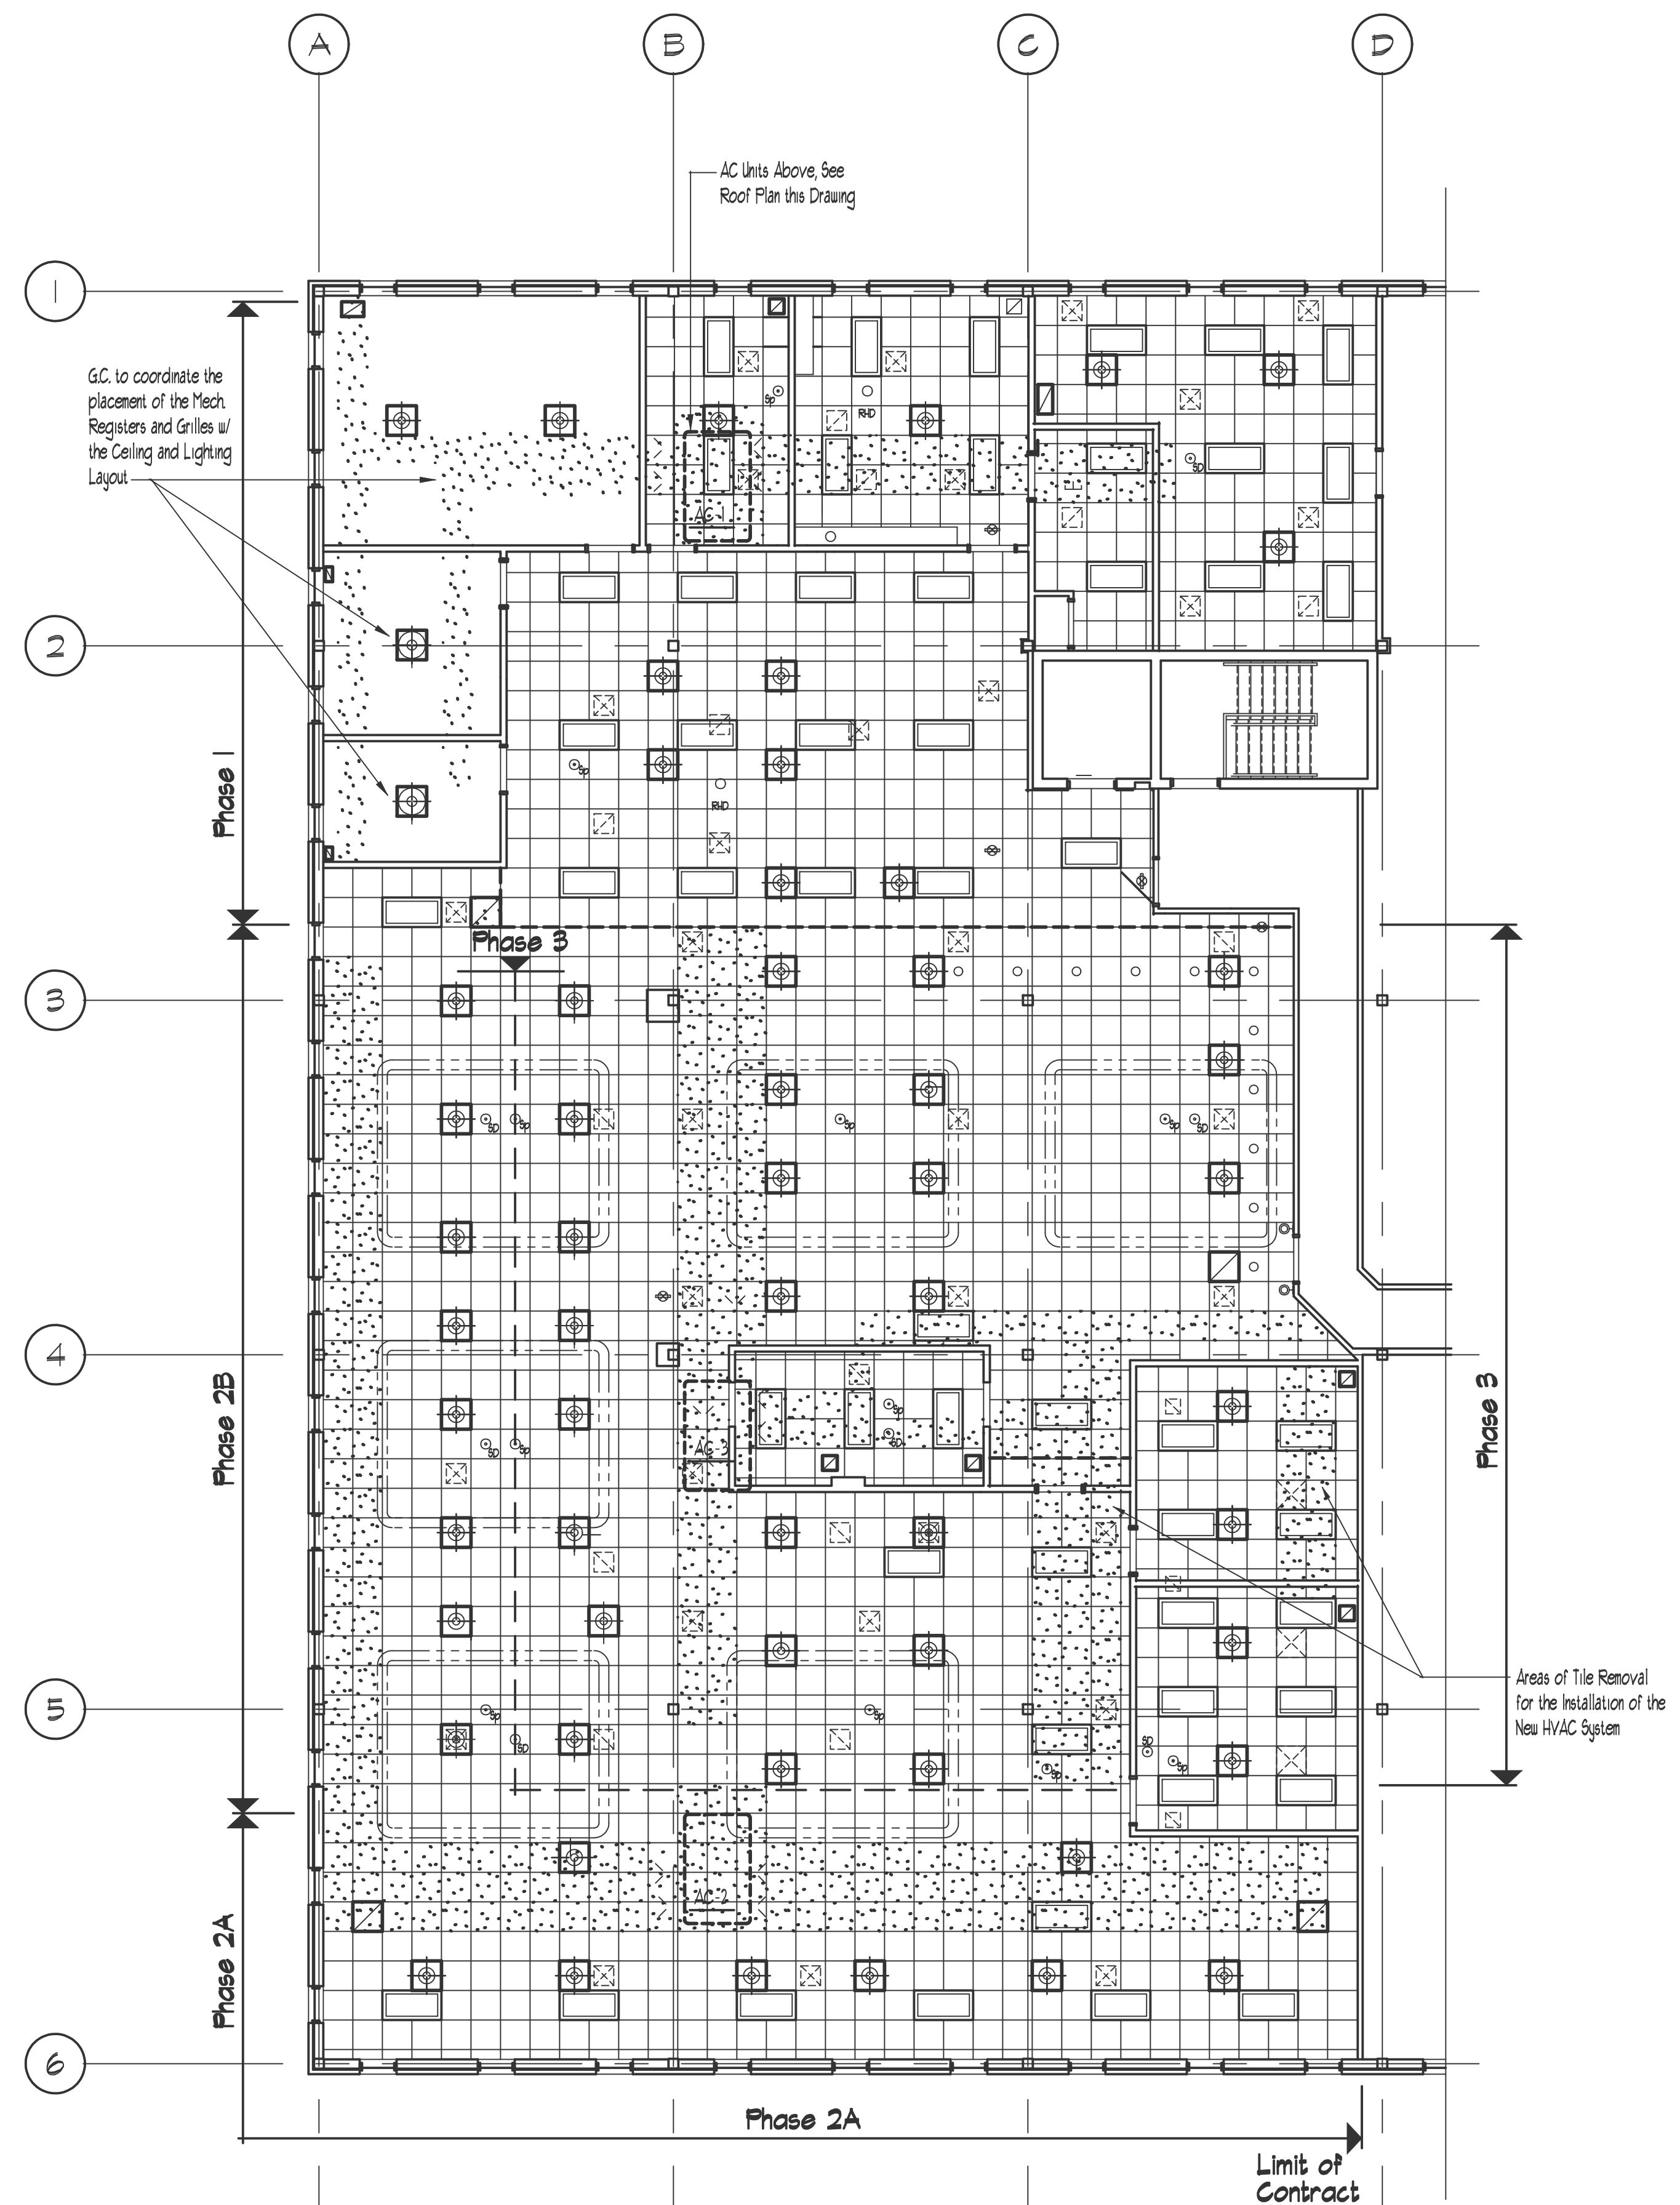 A B C D
AC Units Above, See
Roof Plan this Drawing
1
G.C. to coordinate the
placement of the Mech.
Registers and Grilles w/
the Ceiling and Lighting
Layout
Sp
RHD
SD
AC-1
2
Sp
RHD
Phase 1
Phase 3
3
SD Sp
Sp
Sp SD
4
Sp
SD
AC-3
SD Sp
Phase 2B
Phase 3
Areas of Tile Removal
for the Installation of the
New HVAC System
5
Sp
Sp
SD
SD
Sp
Sp
AC-2
Phase 2A
6
Phase 2A
Limit of
Contract